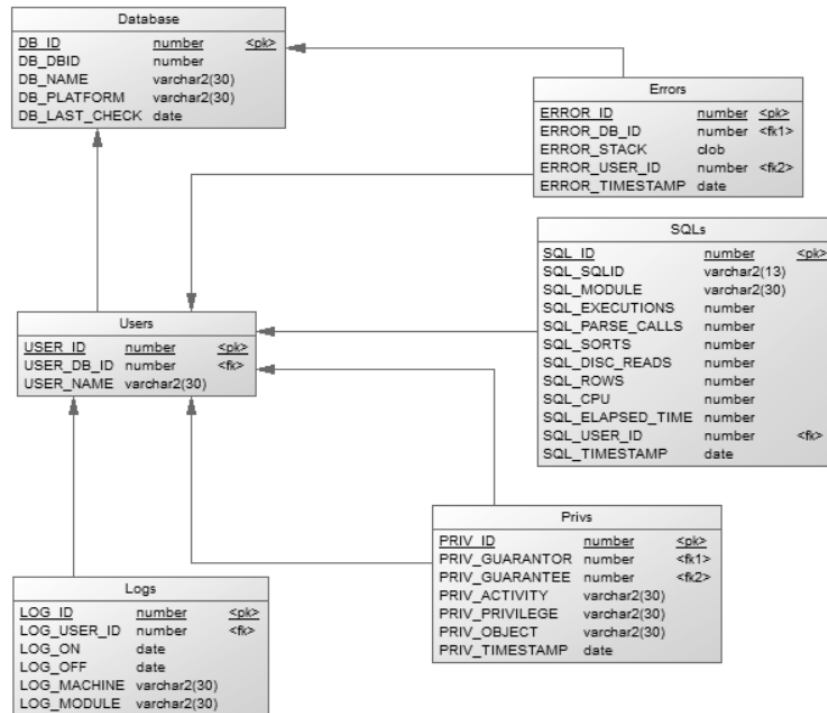 Database
DB_ID number <pk>
DB_DBID number
DB_NAME varchar2(30)
DB_PLATFORM varchar2(30)
DB_LAST_CHECK date
Errors
ERROR_ID number <pk>
ERROR_DB_ID number <fk1>
ERROR_STACK clob
ERROR_USER_ID number <fk2>
ERROR_TIMESTAMP date
SQLs
SQL_ID number <pk>
SQL_SQLID varchar2(13)
SQL_MODULE varchar2(30)
SQL_EXECUTIONS number
SQL_PARSE_CALLS number
SQL_SORTS number
SQL_DISC_READS number
SQL_ROWS number
SQL_CPU number
SQL_ELAPSED_TIME number
SQL_USER_ID number <fk>
SQL_TIMESTAMP date
Users
USER_ID number <pk>
USER_DB_ID number <fk>
USER_NAME varchar2(30)
Privs
PRIV_ID number <pk>
PRIV_GUARANTOR number <fk1>
PRIV_GUARANTEE number <fk2>
PRIV_ACTIVITY varchar2(30)
PRIV_PRIVILEGE varchar2(30)
PRIV_OBJECT varchar2(30)
PRIV_TIMESTAMP date
Logs
LOG_ID number <pk>
LOG_USER_ID number <fk>
LOG_ON date
LOG_OFF date
LOG_MACHINE varchar2(30)
LOG_MODULE varchar2(30)